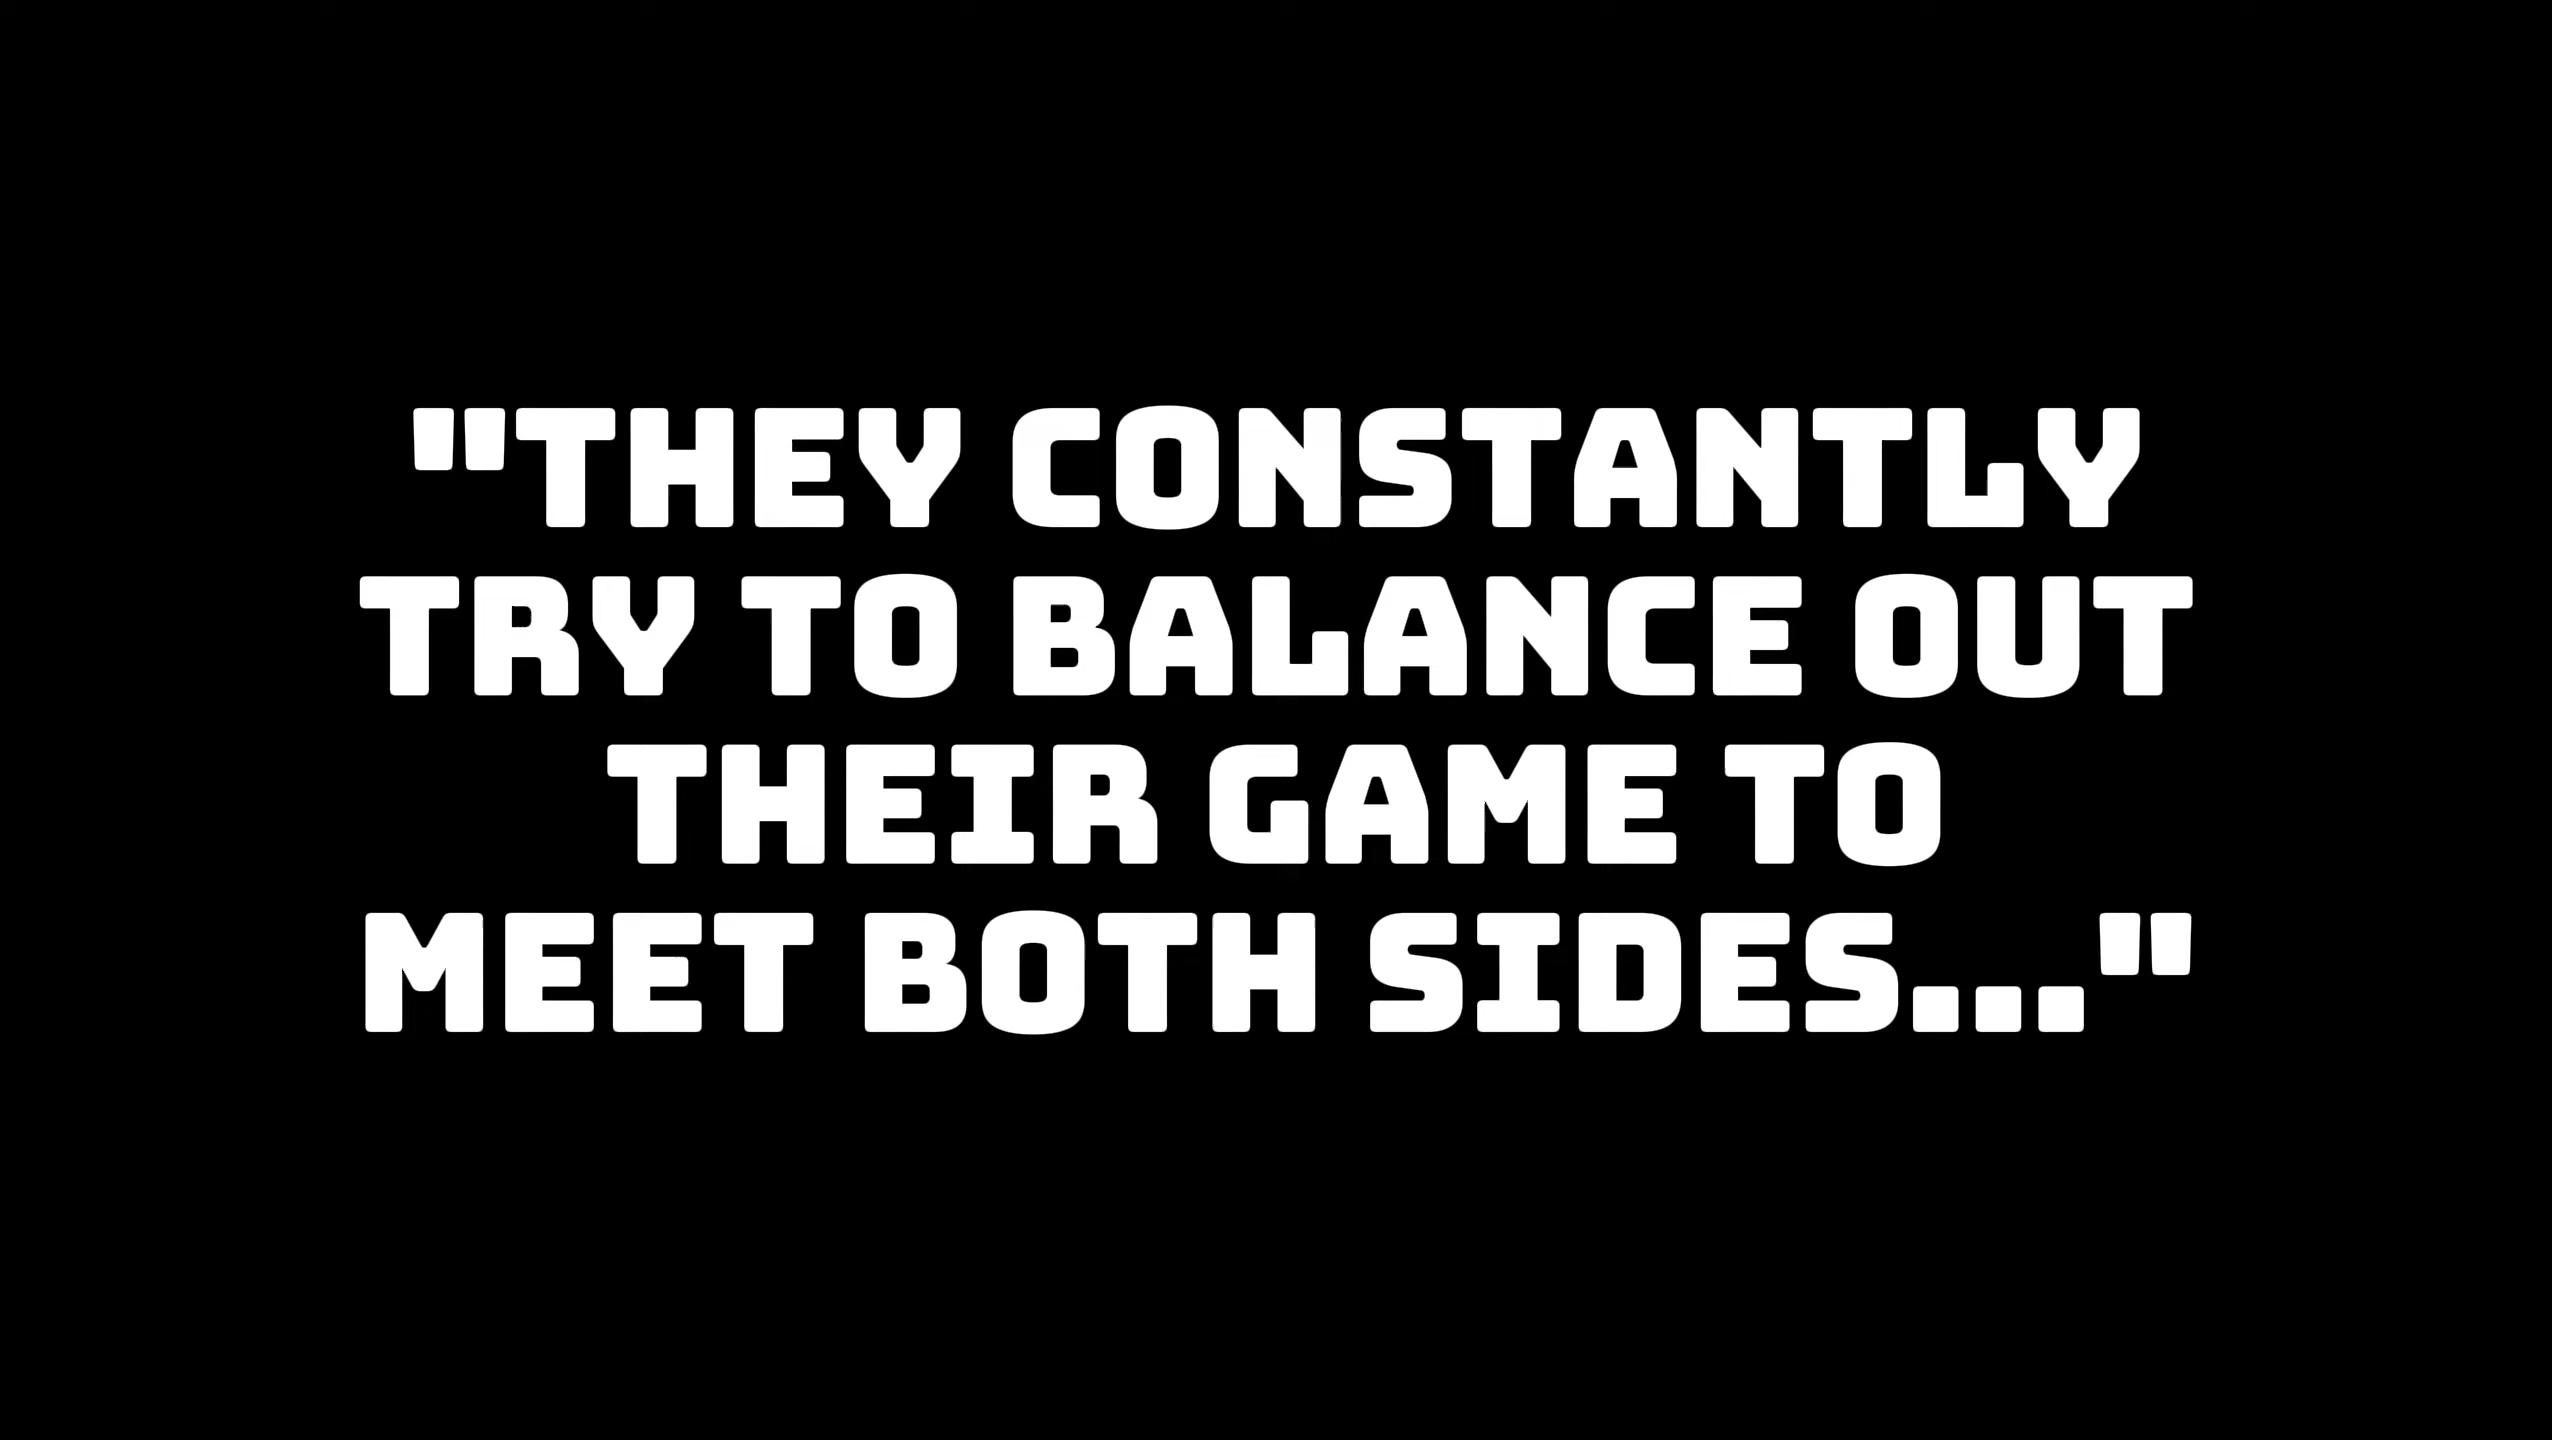 "THEY CONSTANTLY
TRY TO BALANCE OUT
THEIR GAME TO
MEET BOTH SIDES..."